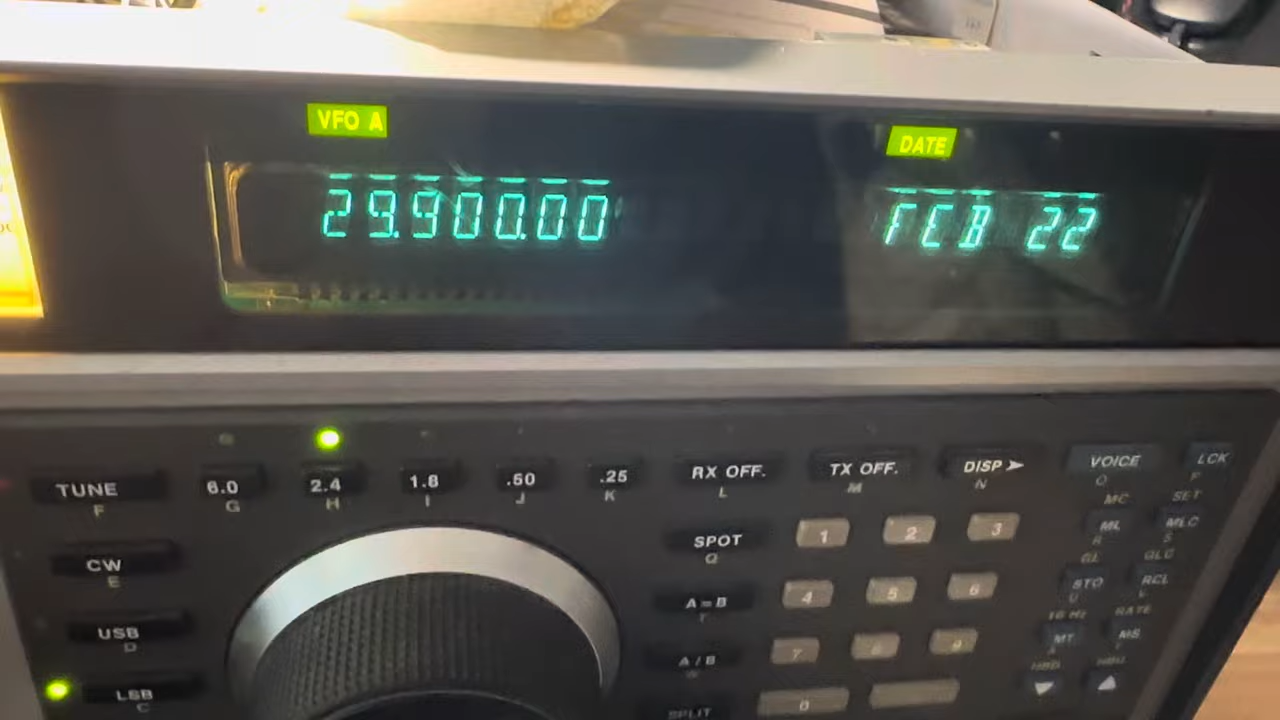 VFO A
DATE
29.900.00
FEB 22
TUNE 6.0 2.4 1.8 .50 .25 RX OFF. TX OFF. DISP VOICE LCK
F G H I J K L M N O P
MC SET
SPOT 1 2 3 ML MLC
Q R S
CW GL GLC
E
A=B 4 5 6 STO RCL
T U V
USB 10 Hz RATE
D
A/B 7 8 9 MT MS
W
LSB
C
SPLIT 0